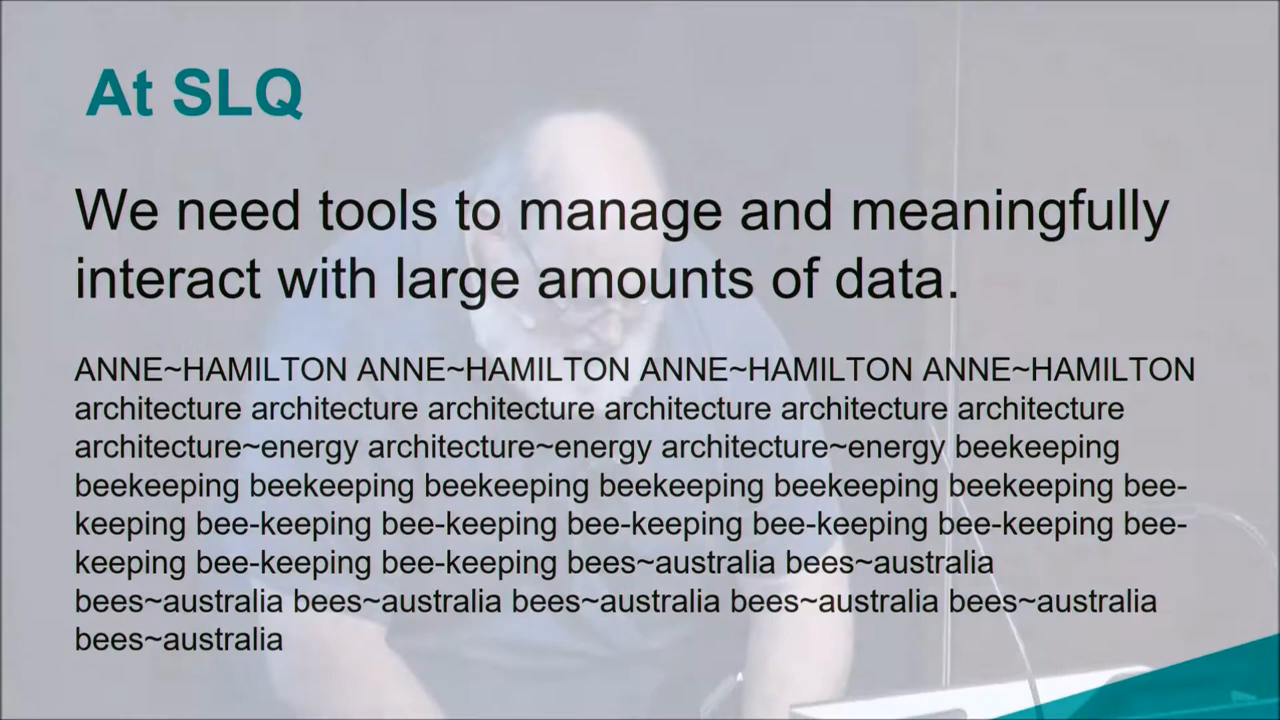 At SLQ
We need tools to manage and meaningfully
interact with large amounts of data.
ANNE~HAMILTON ANNE~HAMILTON ANNE~HAMILTON ANNE~HAMILTON
architecture architecture architecture architecture architecture architecture
architecture~energy architecture~energy architecture~energy beekeeping
beekeeping beekeeping beekeeping beekeeping beekeeping beekeeping bee-
keeping bee-keeping bee-keeping bee-keeping bee-keeping bee-keeping bee-
keeping bee-keeping bee-keeping bees~australia bees~australia
bees~australia bees~australia bees~australia bees~australia bees~australia
bees~australia